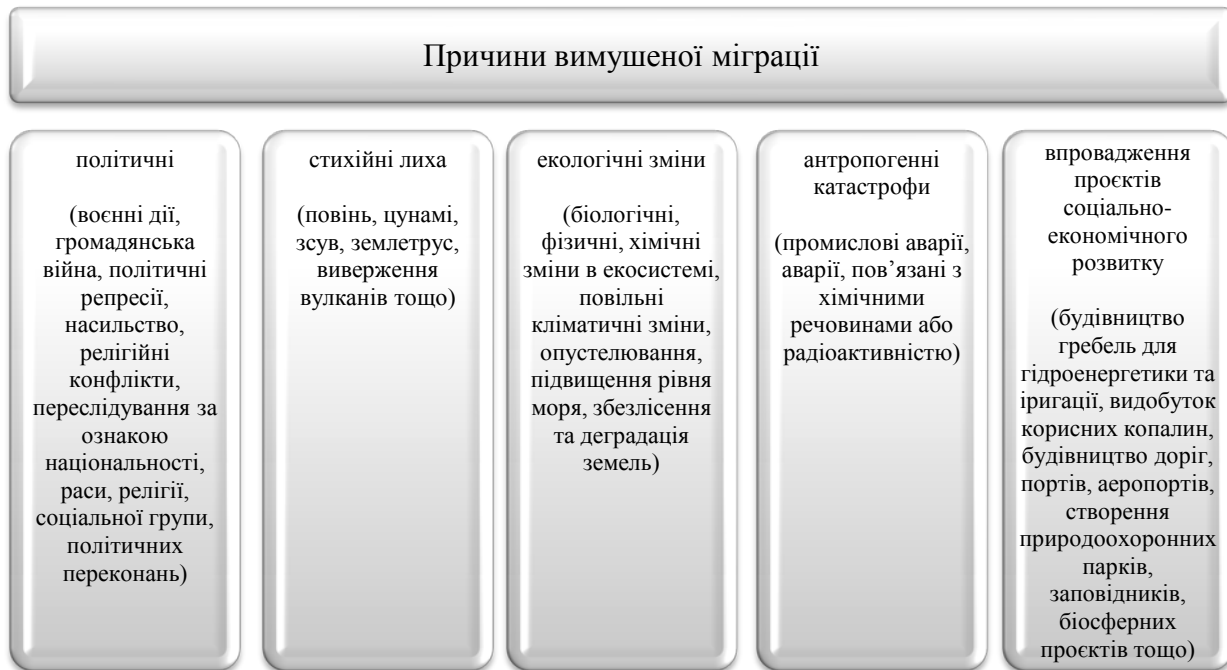 Причини вимушеної міграції
політичні
(воєнні дії,
громадянська
війна, політичні
репресії,
насильство,
релігійні
конфлікти,
переслідування за
ознакою
національності,
раси, релігії,
соціальної групи,
політичних
переконань)
стихійні лиха
(повінь, цунамі,
зсув, землетрус,
виверження
вулканів тощо)
екологічні зміни
(біологічні,
фізичні, хімічні
зміни в екосистемі,
повільні
кліматичні зміни,
опустелювання,
підвищення рівня
моря, збезлісення
та деградація
земель)
антропогенні
катастрофи
(промислові аварії,
аварії, пов’язані з
хімічними
речовинами або
радіоактивністю)
впровадження
проєктів
соціально-
економічного
розвитку
(будівництво
гребель для
гідроенергетики та
іригації, видобуток
корисних копалин,
будівництво доріг,
портів, аеропортів,
створення
природоохоронних
парків,
заповідників,
біосферних
проєктів тощо)